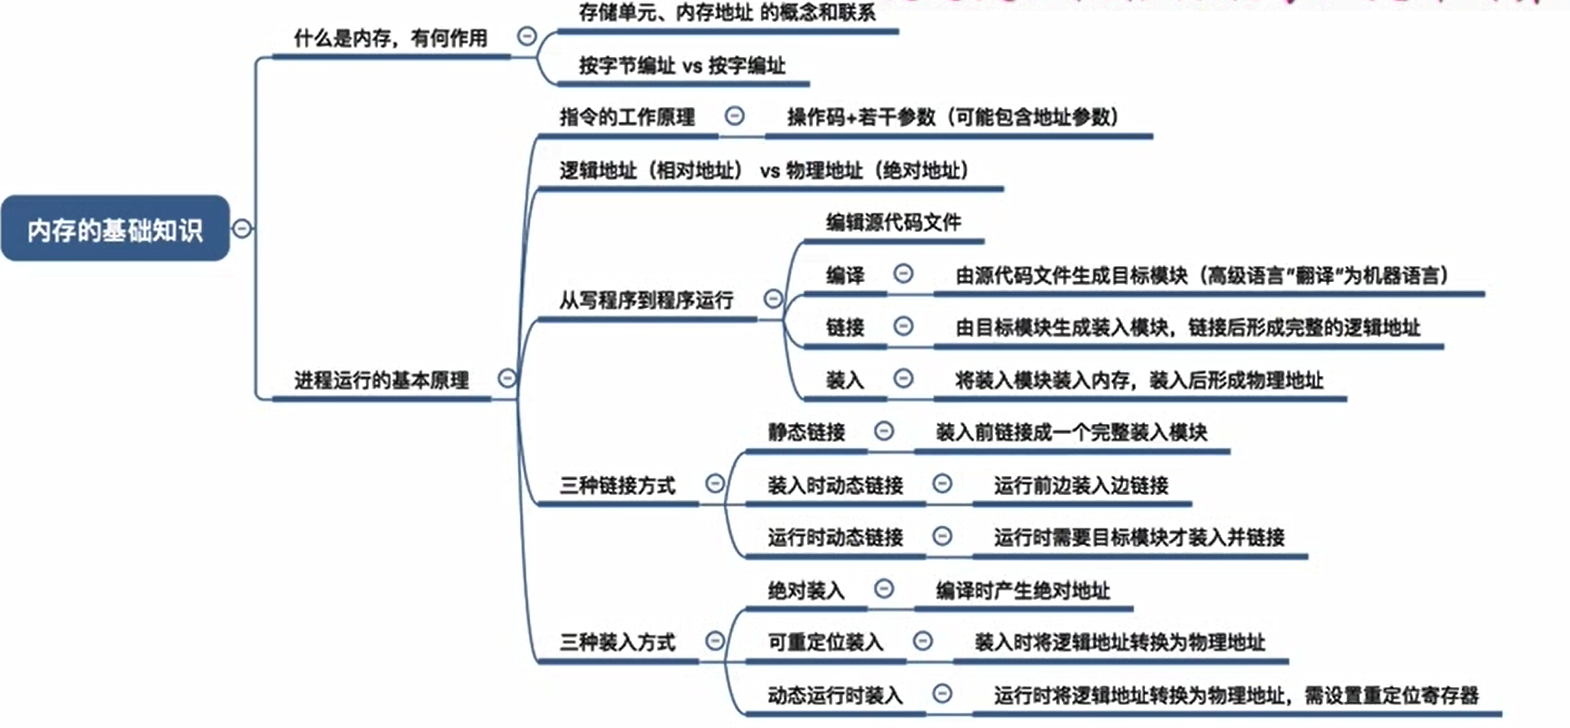 存储单元、内存地址 的概念和联系
什么是内存，有何作用
按字节编址 vs 按字编址
指令的工作原理
操作码+若干参数（可能包含地址参数）
逻辑地址（相对地址） vs 物理地址（绝对地址）
内存的基础知识
编辑源代码文件
编译
由源代码文件生成目标模块（高级语言"翻译"为机器语言）
从写程序到程序运行
链接
由目标模块生成装入模块，链接后形成完整的逻辑地址
进程运行的基本原理
装入
将装入模块装入内存，装入后形成物理地址
静态链接
装入前链接成一个完整装入模块
三种链接方式
装入时动态链接
运行前边装入边链接
运行时动态链接
运行时需要目标模块才装入并链接
绝对装入
编译时产生绝对地址
三种装入方式
可重定位装入
装入时将逻辑地址转换为物理地址
动态运行时装入
运行时将逻辑地址转换为物理地址，需设置重定位寄存器